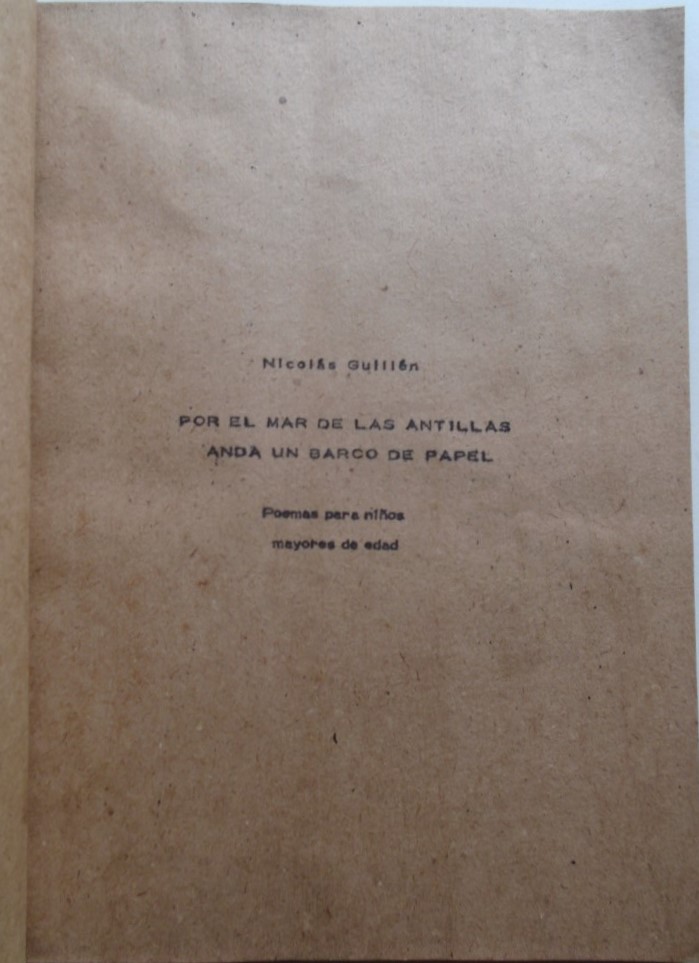 Nicolás Guillén
POR EL MAR DE LAS ANTILLAS
ANDA UN BARCO DE PAPEL
Poemas para niños
mayores de edad